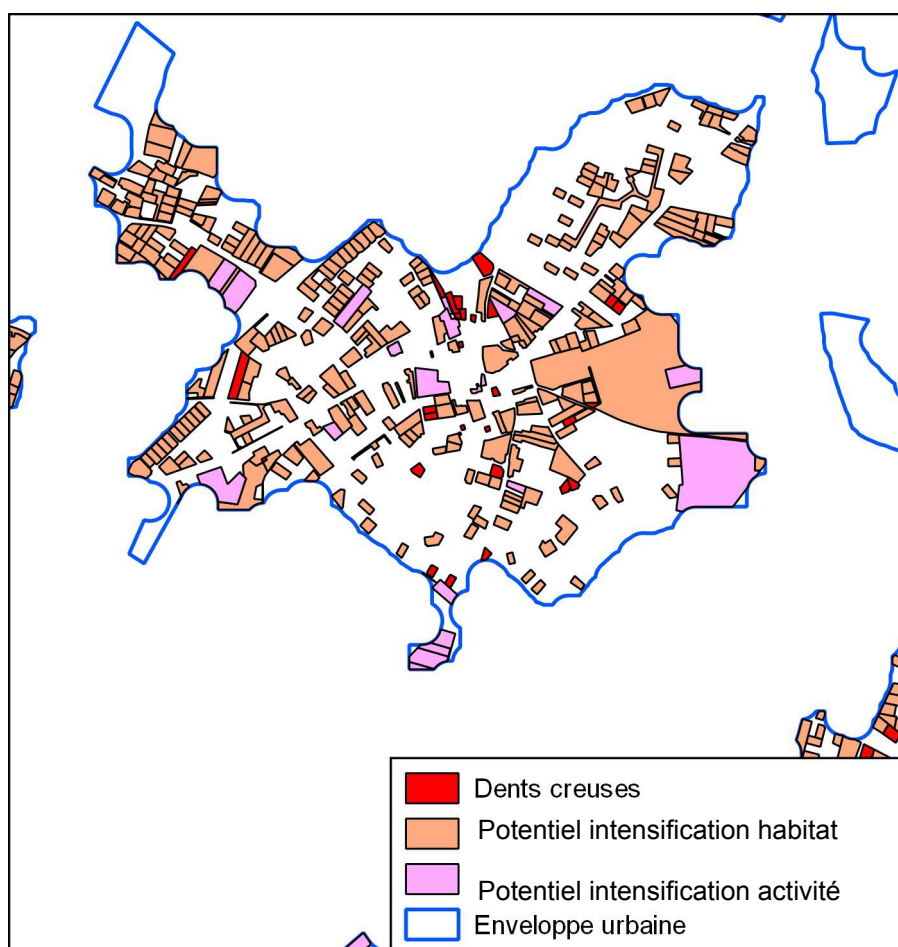 Dents creuses
Potentiel intensification habitat
Potentiel intensification activité
Enveloppe urbaine